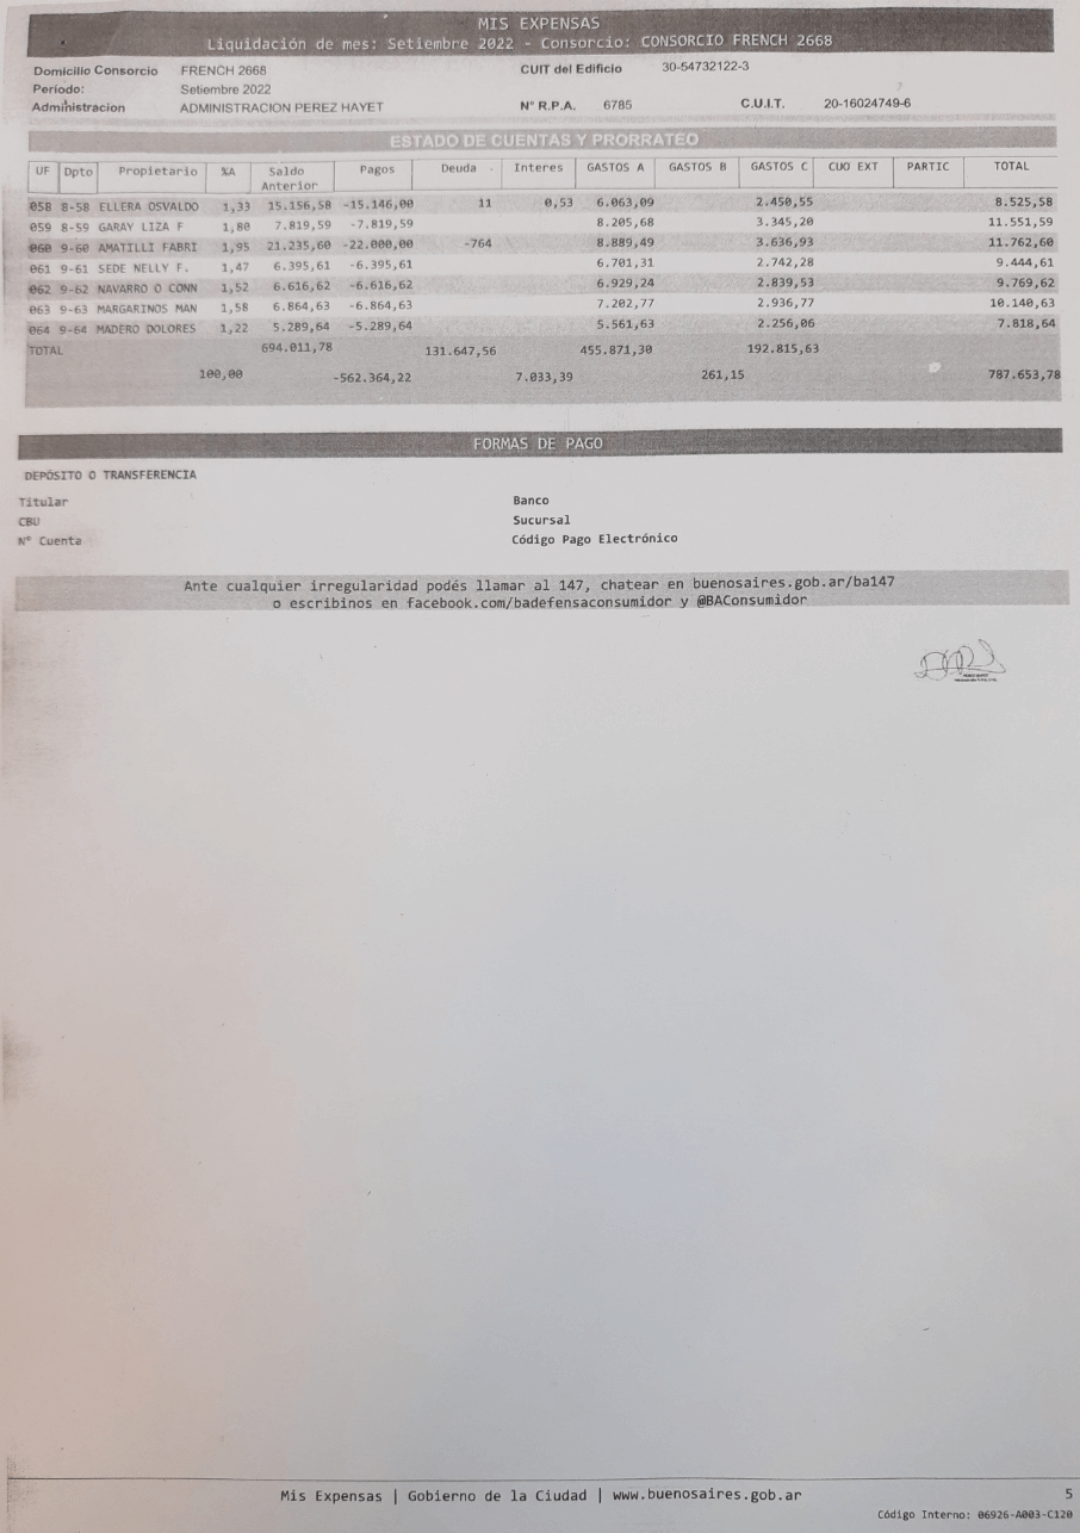 MIS EXPENSAS
Liquidación de mes: Setiembre 2022 - Consorcio: CONSORCIO FRENCH 2668
Domicilio Consorcio FRENCH 2668 CUIT del Edificio 30-54732122-3
Período: Setiembre 2022
Administracion ADMINISTRACION PEREZ HAYET N° R.P.A. 6785 C.U.I.T. 20-16024749-6
ESTADO DE CUENTAS Y PRORRATEO
UF Dpto Propietario %A Saldo Anterior Pagos Deuda Interes GASTOS A GASTOS B GASTOS C CUO EXT PARTIC TOTAL
058 8-58 ELLERA OSVALDO 1,33 15.156,58 -15.146,00 11 0,53 6.063,09 2.450,55 8.525,58
059 8-59 GARAY LIZA F 1,80 7.819,59 -7.819,59 8.205,68 3.345,20 11.551,59
060 9-60 AMATILLI FABRI 1,95 21.235,60 -22.000,00 -764 8.889,49 3.636,93 11.762,60
061 9-61 SEDE NELLY F. 1,47 6.395,61 -6.395,61 6.701,31 2.742,28 9.444,61
062 9-62 NAVARRO O CONN 1,52 6.616,62 -6.616,62 6.929,24 2.839,53 9.769,62
063 9-63 MARGARINOS MAN 1,58 6.864,63 -6.864,63 7.202,77 2.936,77 10.140,63
064 9-64 MADERO DOLORES 1,22 5.289,64 -5.289,64 5.561,63 2.256,06 7.818,64
TOTAL 694.011,78 131.647,56 455.871,30 192.815,63
100,00 -562.364,22 7.033,39 261,15 787.653,78
FORMAS DE PAGO
DEPÓSITO O TRANSFERENCIA
Titular Banco
CBU Sucursal
N° Cuenta Código Pago Electrónico
Ante cualquier irregularidad podés llamar al 147, chatear en buenosaires.gob.ar/ba147
o escribinos en facebook.com/badefensaconsumidor y @BAConsumidor
Mis Expensas | Gobierno de la Ciudad | www.buenosaires.gob.ar 5
Código Interno: 06926-A003-C120